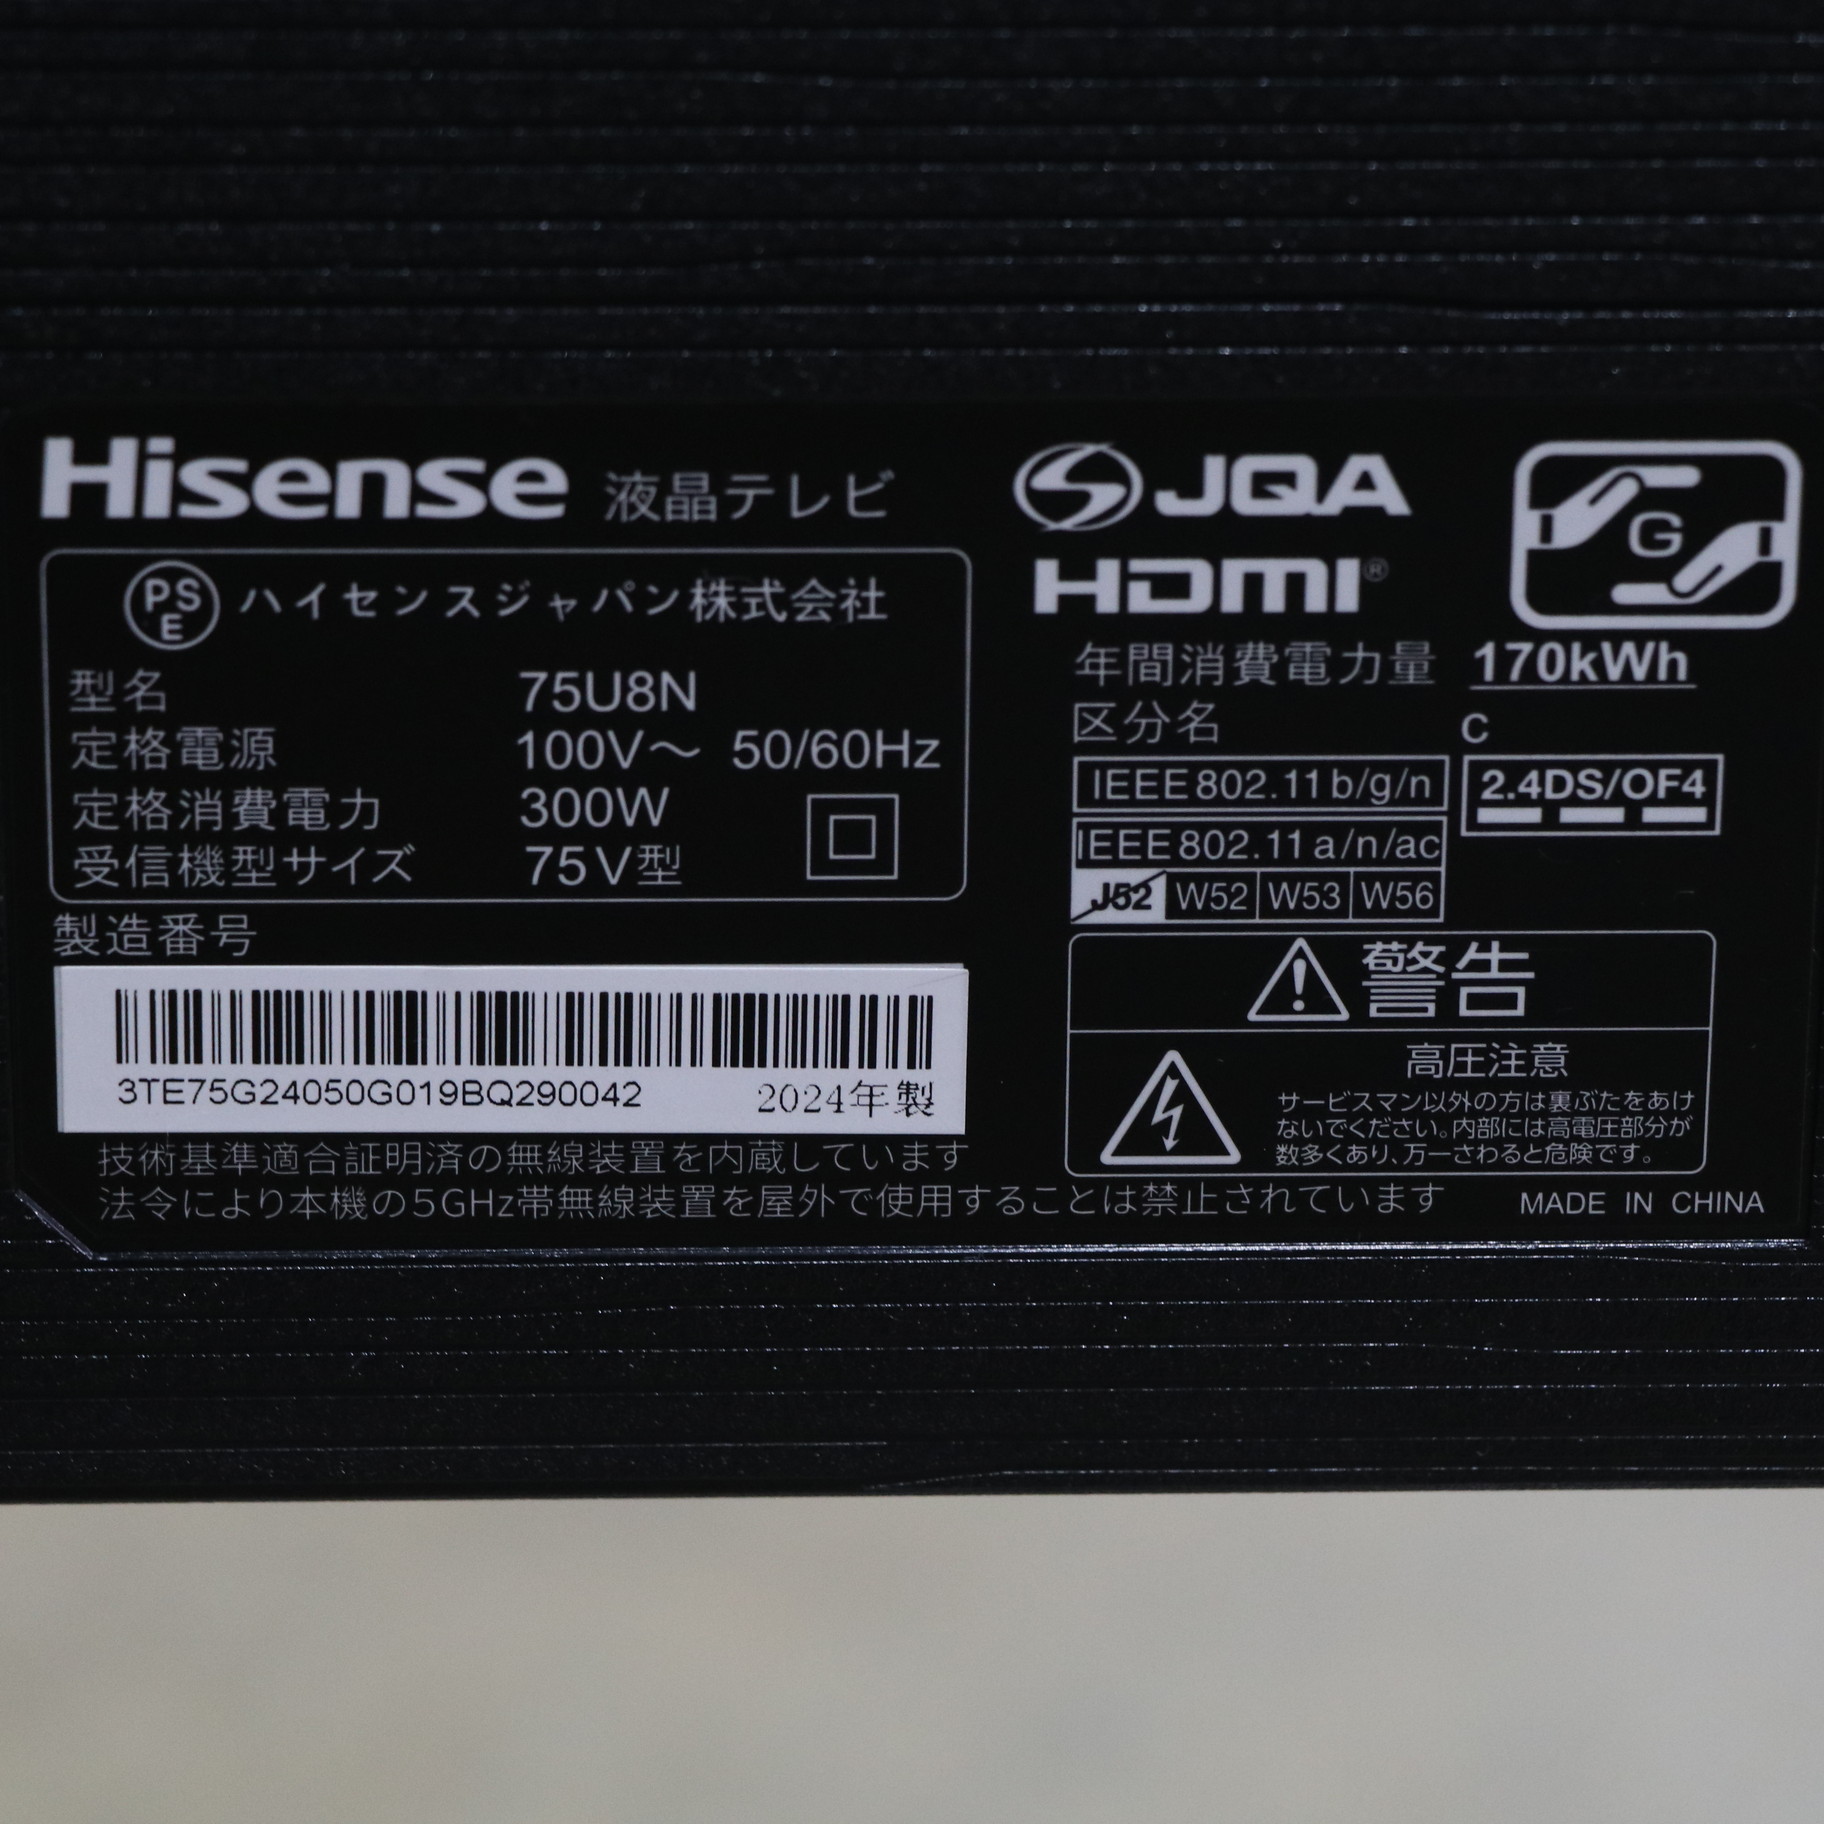 Hisense 液晶テレビ
PSE ハイセンスジャパン株式会社
型名 75U8N
定格電源 100V～ 50/60Hz
定格消費電力 300W
受信機型サイズ 75V型
製造番号
3TE75G24050G019BQ290042 2024年製
技術基準適合証明済の無線装置を内蔵しています
法令により本機の5GHz帯無線装置を屋外で使用することは禁止されています
JQA
HDMI®
G
年間消費電力量 170kWh
区分名 C
IEEE802.11b/g/n
2.4DS/OF4
IEEE802.11a/n/ac
J52 W52 W53 W56
警告
高圧注意
サービスマン以外の方は裏ぶたをあけ
ないでください。内部には高電圧部分が
数多くあり、万一さわると危険です。
MADE IN CHINA